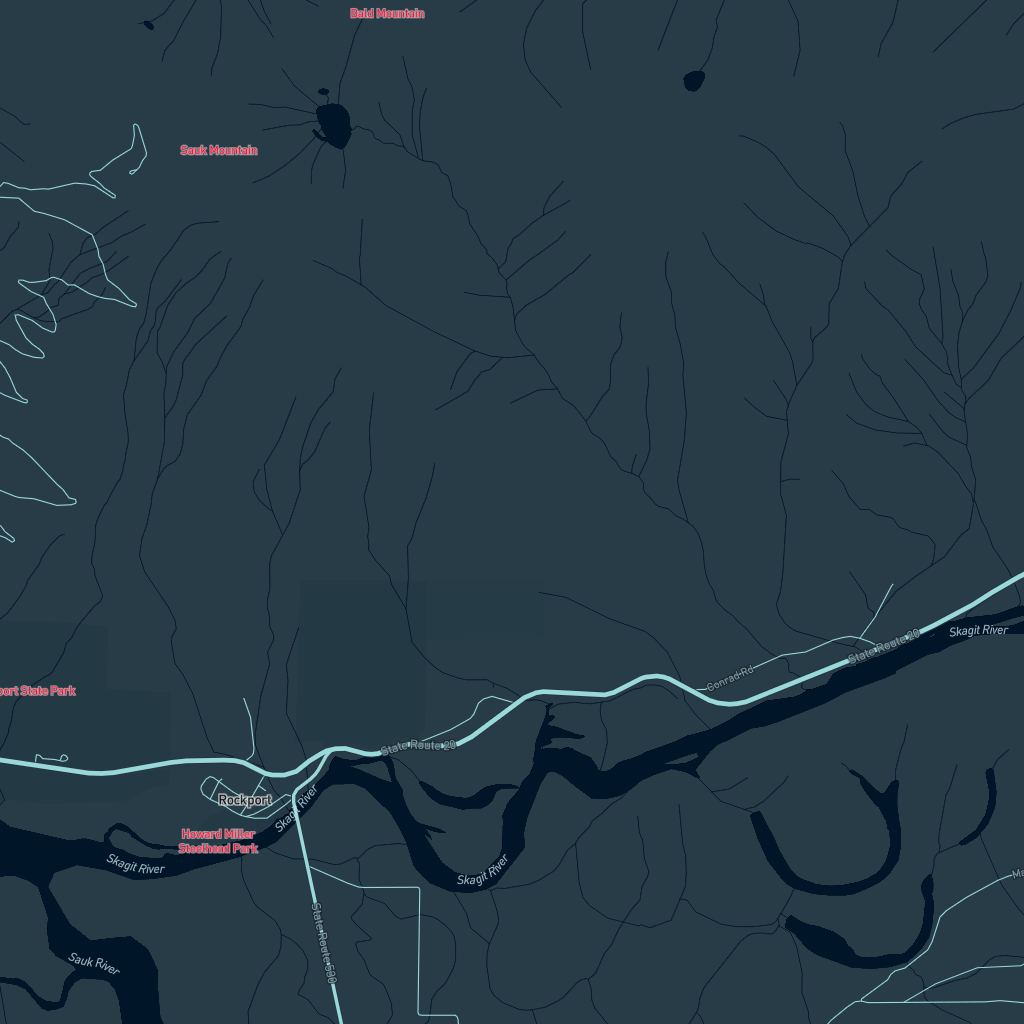 Bald Mountain
Sauk Mountain
Skagit River
State Route 20
Conrad Rd
port State Park
State Route 20
Rockport
Skagit River
Howard Miller
Steelhead Park
Skagit River
Skagit River
State Route 530
Sauk River